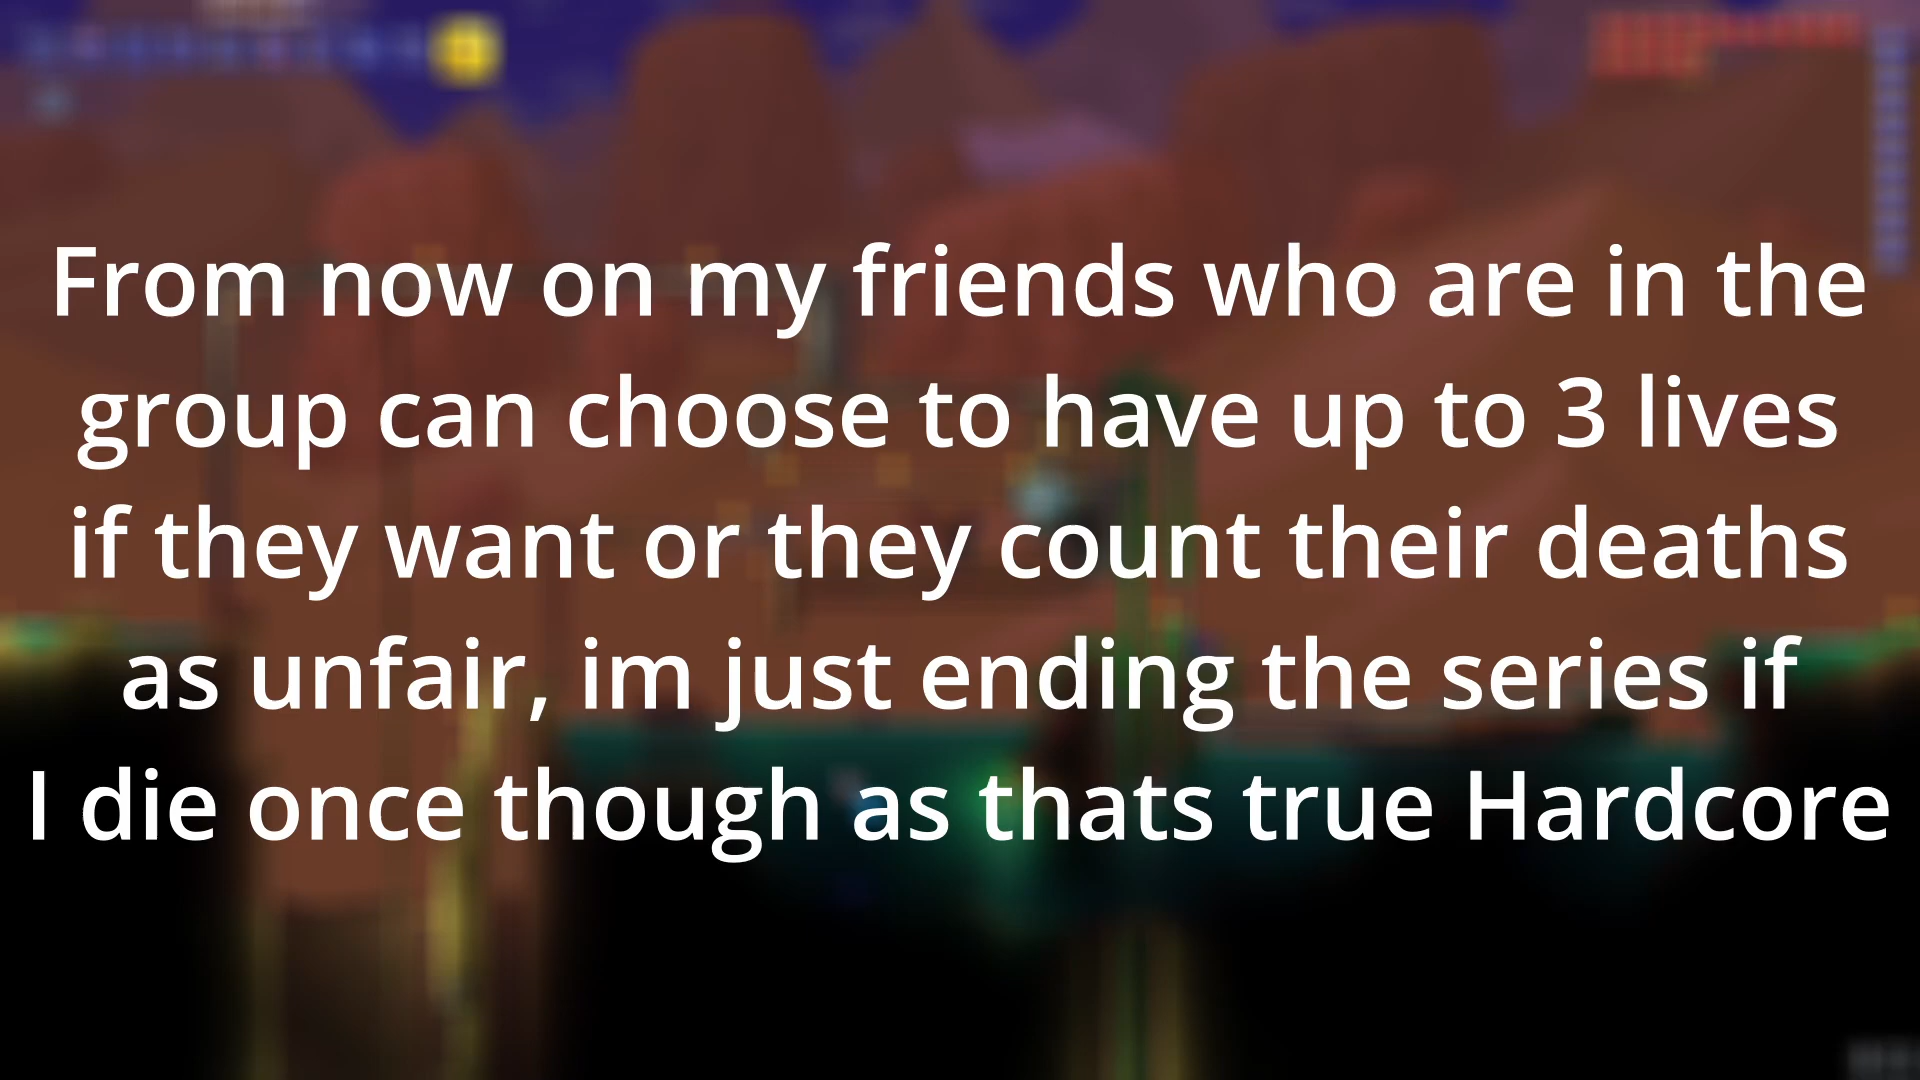 From now on my friends who are in the
group can choose to have up to 3 lives
if they want or they count their deaths
as unfair, im just ending the series if
I die once though as thats true Hardcore